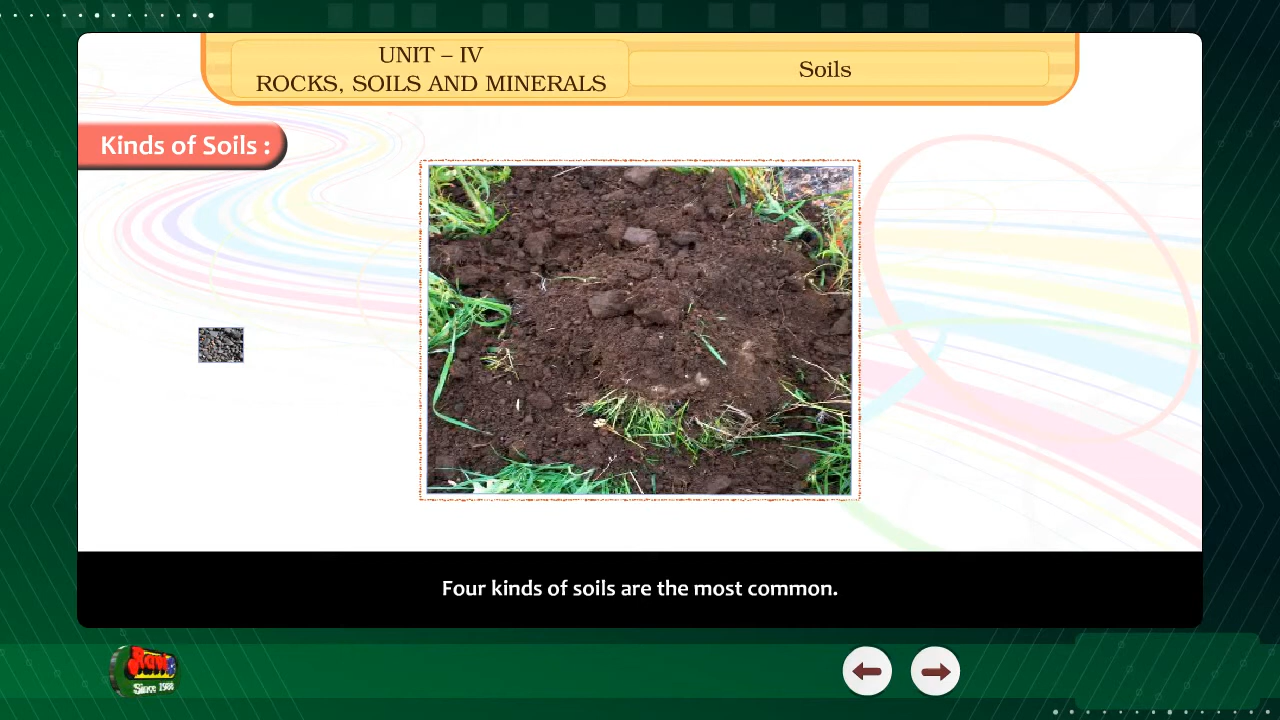 UNIT – IV
ROCKS, SOILS AND MINERALS
Soils
Kinds of Soils :
Four kinds of soils are the most common.
Since 1968